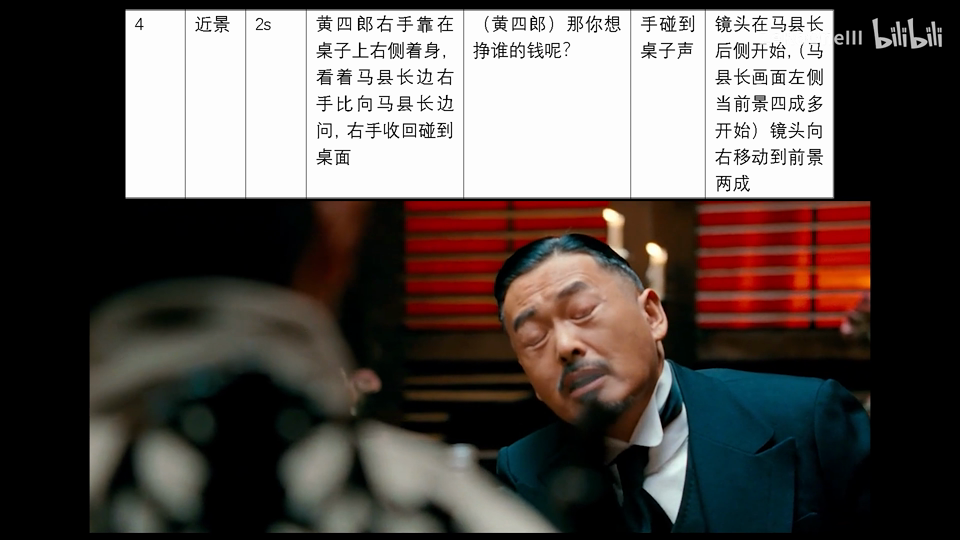 4
近景
2s
黄四郎右手靠在
桌子上右侧着身，
看着马县长边右
手比向马县长边
问，右手收回碰到
桌面
（黄四郎）那你想
挣谁的钱呢？
手碰到
桌子声
镜头在马县长
后侧开始，（马
县长画面左侧
当前景四成多
开始）镜头向
右移动到前景
两成
bilibili